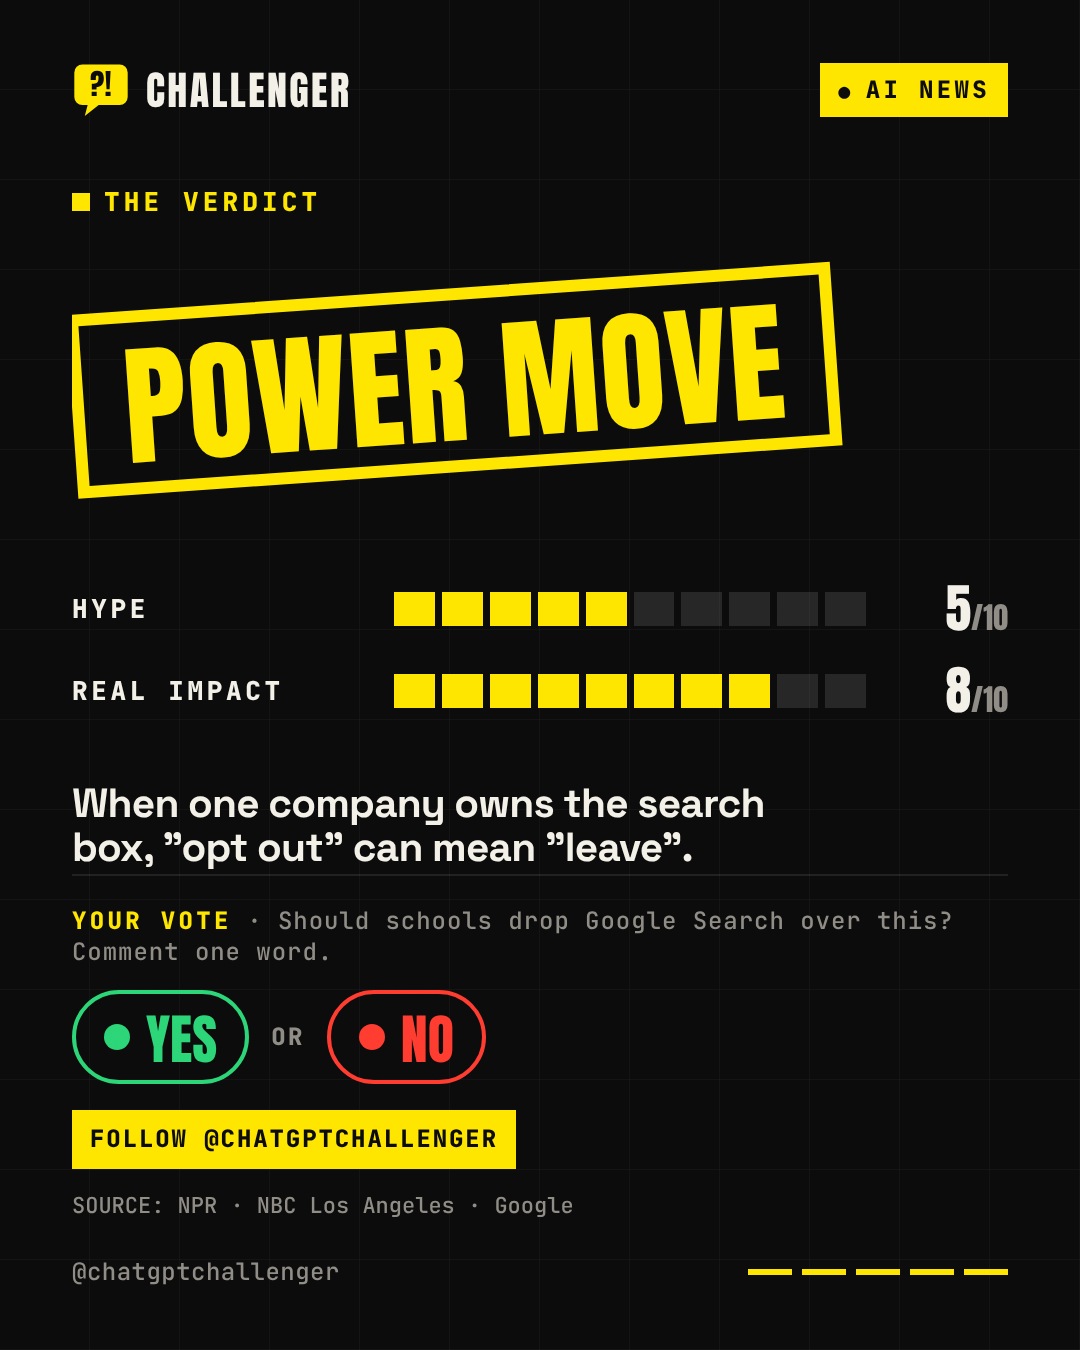 ?! CHALLENGER
● AI NEWS
THE VERDICT
POWER MOVE
HYPE 5/10
REAL IMPACT 8/10
When one company owns the search
box, ”opt out” can mean ”leave”.
YOUR VOTE · Should schools drop Google Search over this?
Comment one word.
YES OR NO
FOLLOW @CHATGPTCHALLENGER
SOURCE: NPR · NBC Los Angeles · Google
@chatgptchallenger